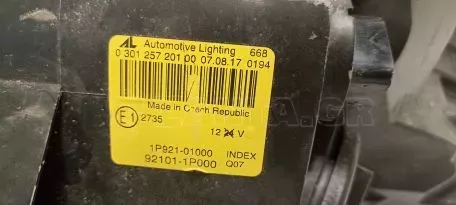 AL Automotive Lighting 668
0 301 257 201 00 07.08.17 0194
Made in Czech Republic
E1 2735
12 24 V
1P921-01000 INDEX
92101-1P000 Q07